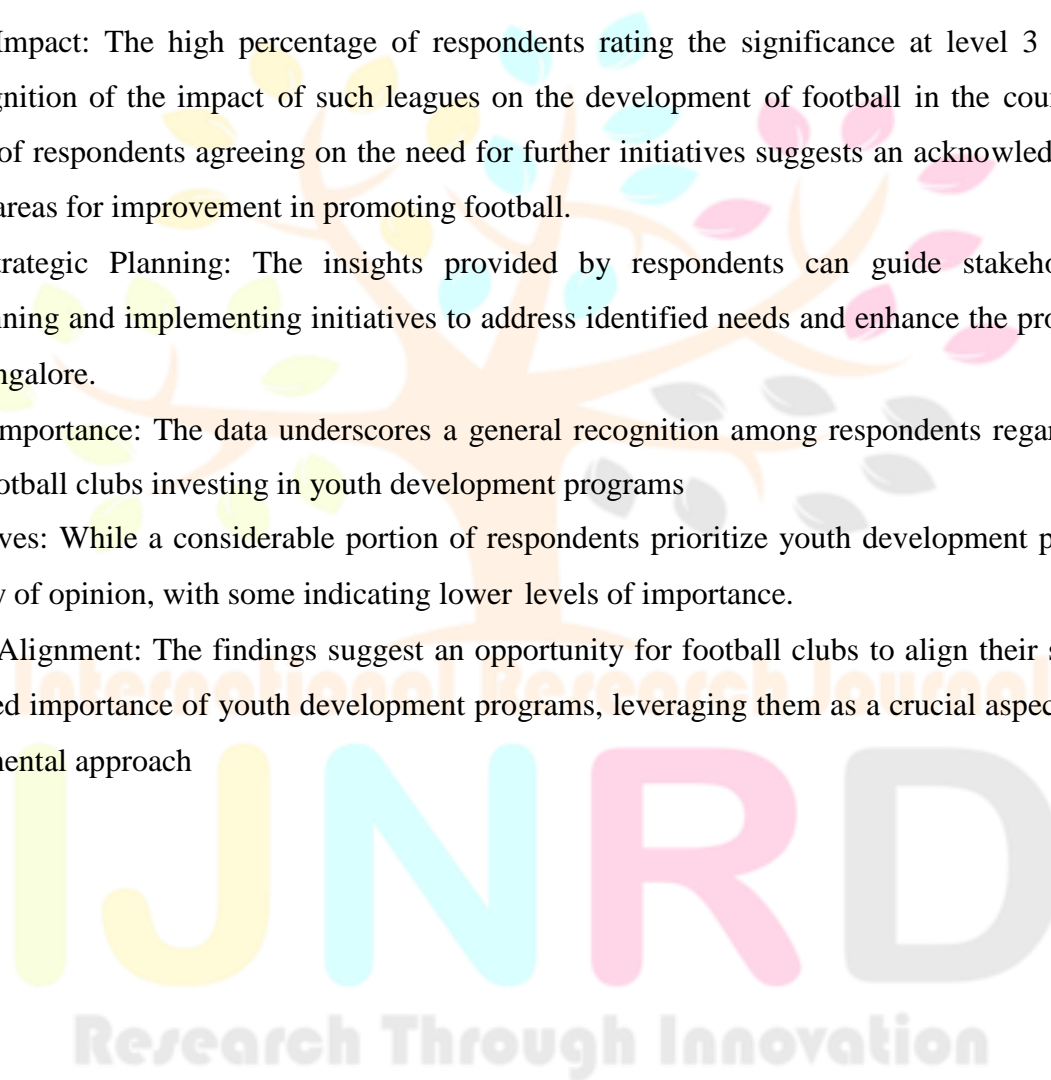 Impact: The high percentage of respondents rating the significance at level 3
gnition of the impact of such leagues on the development of football in the cou
of respondents agreeing on the need for further initiatives suggests an acknowled
areas for improvement in promoting football.
trategic Planning: The insights provided by respondents can guide stakeho
nning and implementing initiatives to address identified needs and enhance the pro
ngalore.
mportance: The data underscores a general recognition among respondents regar
otball clubs investing in youth development programs
ves: While a considerable portion of respondents prioritize youth development p
y of opinion, with some indicating lower levels of importance.
Alignment: The findings suggest an opportunity for football clubs to align their s
International Research Journal
ed importance of youth development programs, leveraging them as a crucial aspec
mental approach
IJNRD
Research Through Innovation